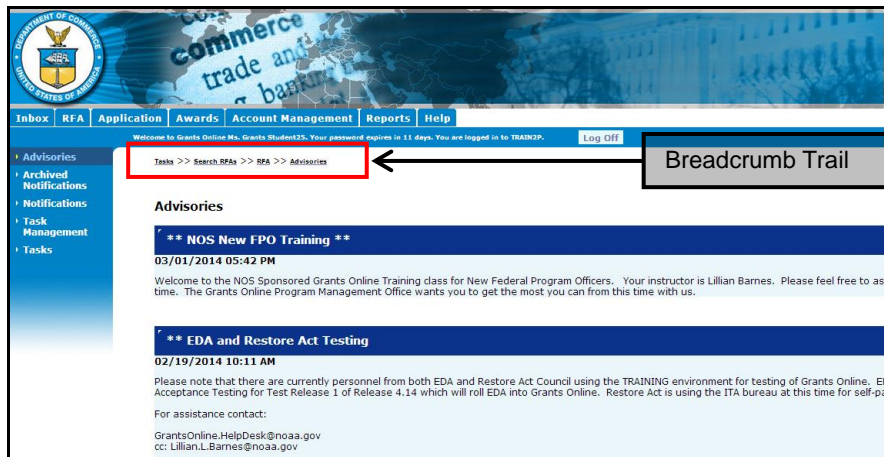 DEPARTMENT OF COMMERCE
UNITED STATES OF AMERICA
commerce
trade and
banking
Inbox RFA Application Awards Account Management Reports Help
Welcome to Grants Online Ms. Grants Student25. Your password expires in 11 days. You are logged in to TRAIN2P.
Log Off
Advisories
Archived
Notifications
Notifications
Task
Management
Tasks
Tasks >> Search RFAs >> RFA >> Advisories
Breadcrumb Trail
Advisories
** NOS New FPO Training **
03/01/2014 05:42 PM
Welcome to the NOS Sponsored Grants Online Training class for New Federal Program Officers. Your instructor is Lillian Barnes. Please feel free to as
time. The Grants Online Program Management Office wants you to get the most you can from this time with us.
** EDA and Restore Act Testing
02/19/2014 10:11 AM
Please note that there are currently personnel from both EDA and Restore Act Council using the TRAINING environment for testing of Grants Online. E
Acceptance Testing for Test Release 1 of Release 4.14 which will roll EDA into Grants Online. Restore Act is using the ITA bureau at this time for self-pa
For assistance contact:
GrantsOnline.HelpDesk@noaa.gov
cc: Lillian.L.Barnes@noaa.gov